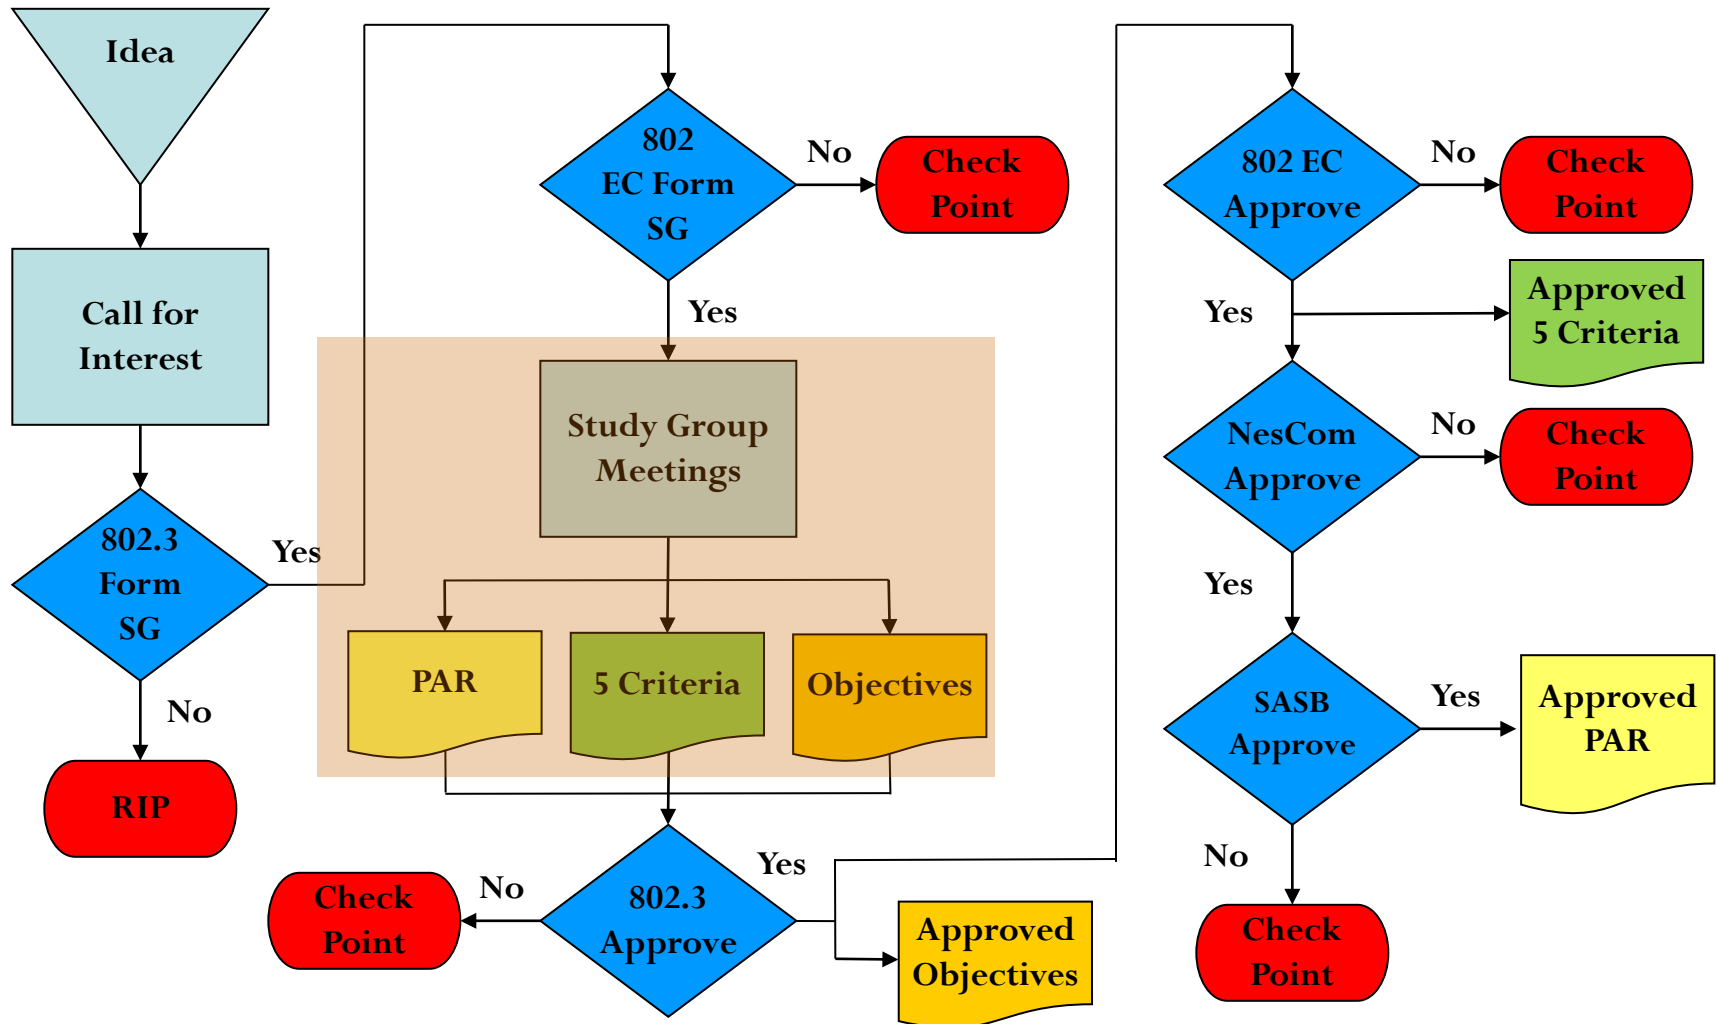 Idea
Call for
Interest
802.3
Form
SG
Yes
No
RIP
802
EC Form
SG
No
Check
Point
Yes
Study Group
Meetings
PAR
5 Criteria
Objectives
802.3
Approve
No
Check
Point
Yes
Approved
Objectives
802 EC
Approve
No
Check
Point
Yes
Approved
5 Criteria
NesCom
Approve
No
Check
Point
Yes
SASB
Approve
Yes
Approved
PAR
No
Check
Point